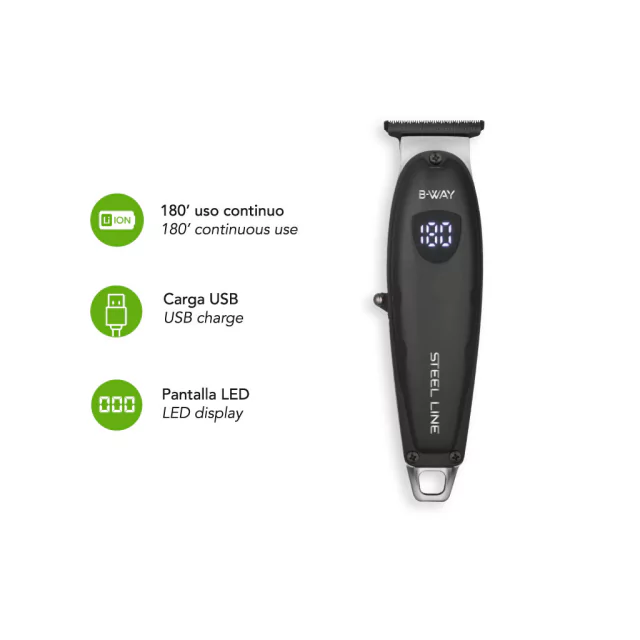 Li ION
180’ uso continuo
180’ continuous use
Carga USB
USB charge
000
Pantalla LED
LED display
B-WAY
180
STEEL LINE